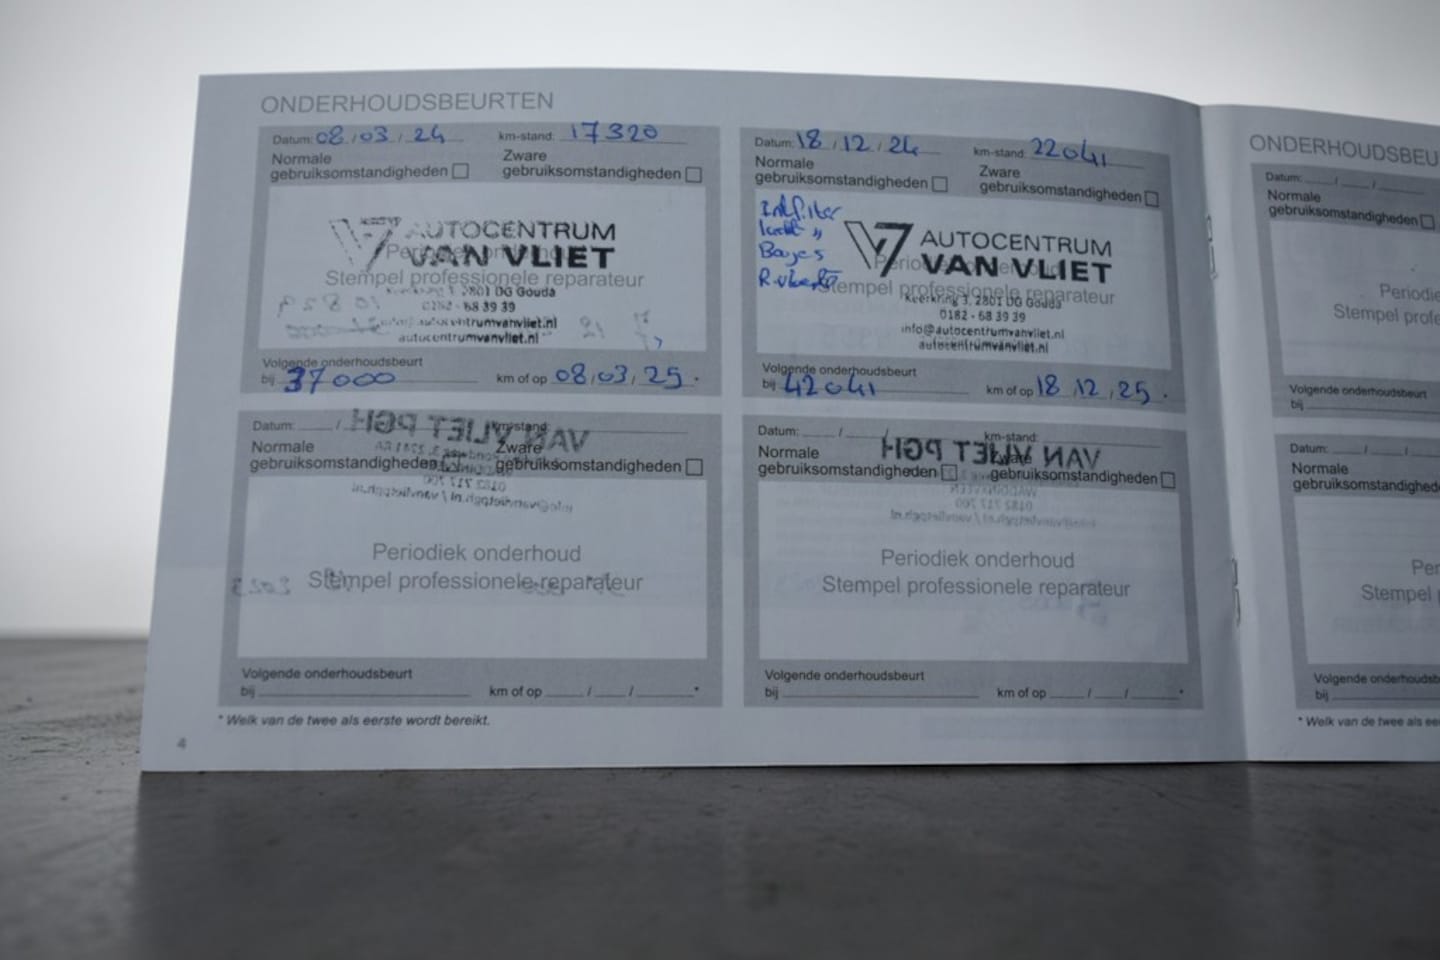 ONDERHOUDSBEURTEN
Datum: 08 / 03 / 24 km-stand: 17320
Normale gebruiksomstandigheden
Zware gebruiksomstandigheden
V7 AUTOCENTRUM
VAN VLIET
Stempel professionele reparateur
2801 DG Gouda
0182 - 68 39 39
autocentrumvanvliet.nl
Volgende onderhoudsbeurt
bij 37000 km of op 08 / 03 / 25 *
Datum: 18 / 12 / 24 km-stand: 22041
Normale gebruiksomstandigheden
Zware gebruiksomstandigheden
AUTOCENTRUM
VAN VLIET
Periodiek onderhoud
Stempel professionele reparateur
Keerkring 3, 2801 DG Gouda
0182 - 68 39 39
info@autocentrumvanvliet.nl
autocentrumvanvliet.nl
Bougies
Volgende onderhoudsbeurt
bij 42041 km of op 18 / 12 / 25 *
Datum: / / km-stand:
Normale gebruiksomstandigheden
Zware gebruiksomstandigheden
Periodiek onderhoud
Stempel professionele reparateur
Volgende onderhoudsbeurt
bij km of op / / *
Datum: / / km-stand:
Normale gebruiksomstandigheden
Zware gebruiksomstandigheden
Periodiek onderhoud
Stempel professionele reparateur
Volgende onderhoudsbeurt
bij km of op / / *
* Welk van de twee als eerste wordt bereikt.
4
ONDERHOUDSBEU
Datum: / /
Normale
gebruiksomstandigheden
Periodie
Stempel profe
Volgende onderhoudsbeurt
bij
Datum: / /
Normale
gebruiksomstandighede
Per
Stempel p
Volgende onderhoudsb
bij
* Welk van de twee als ee